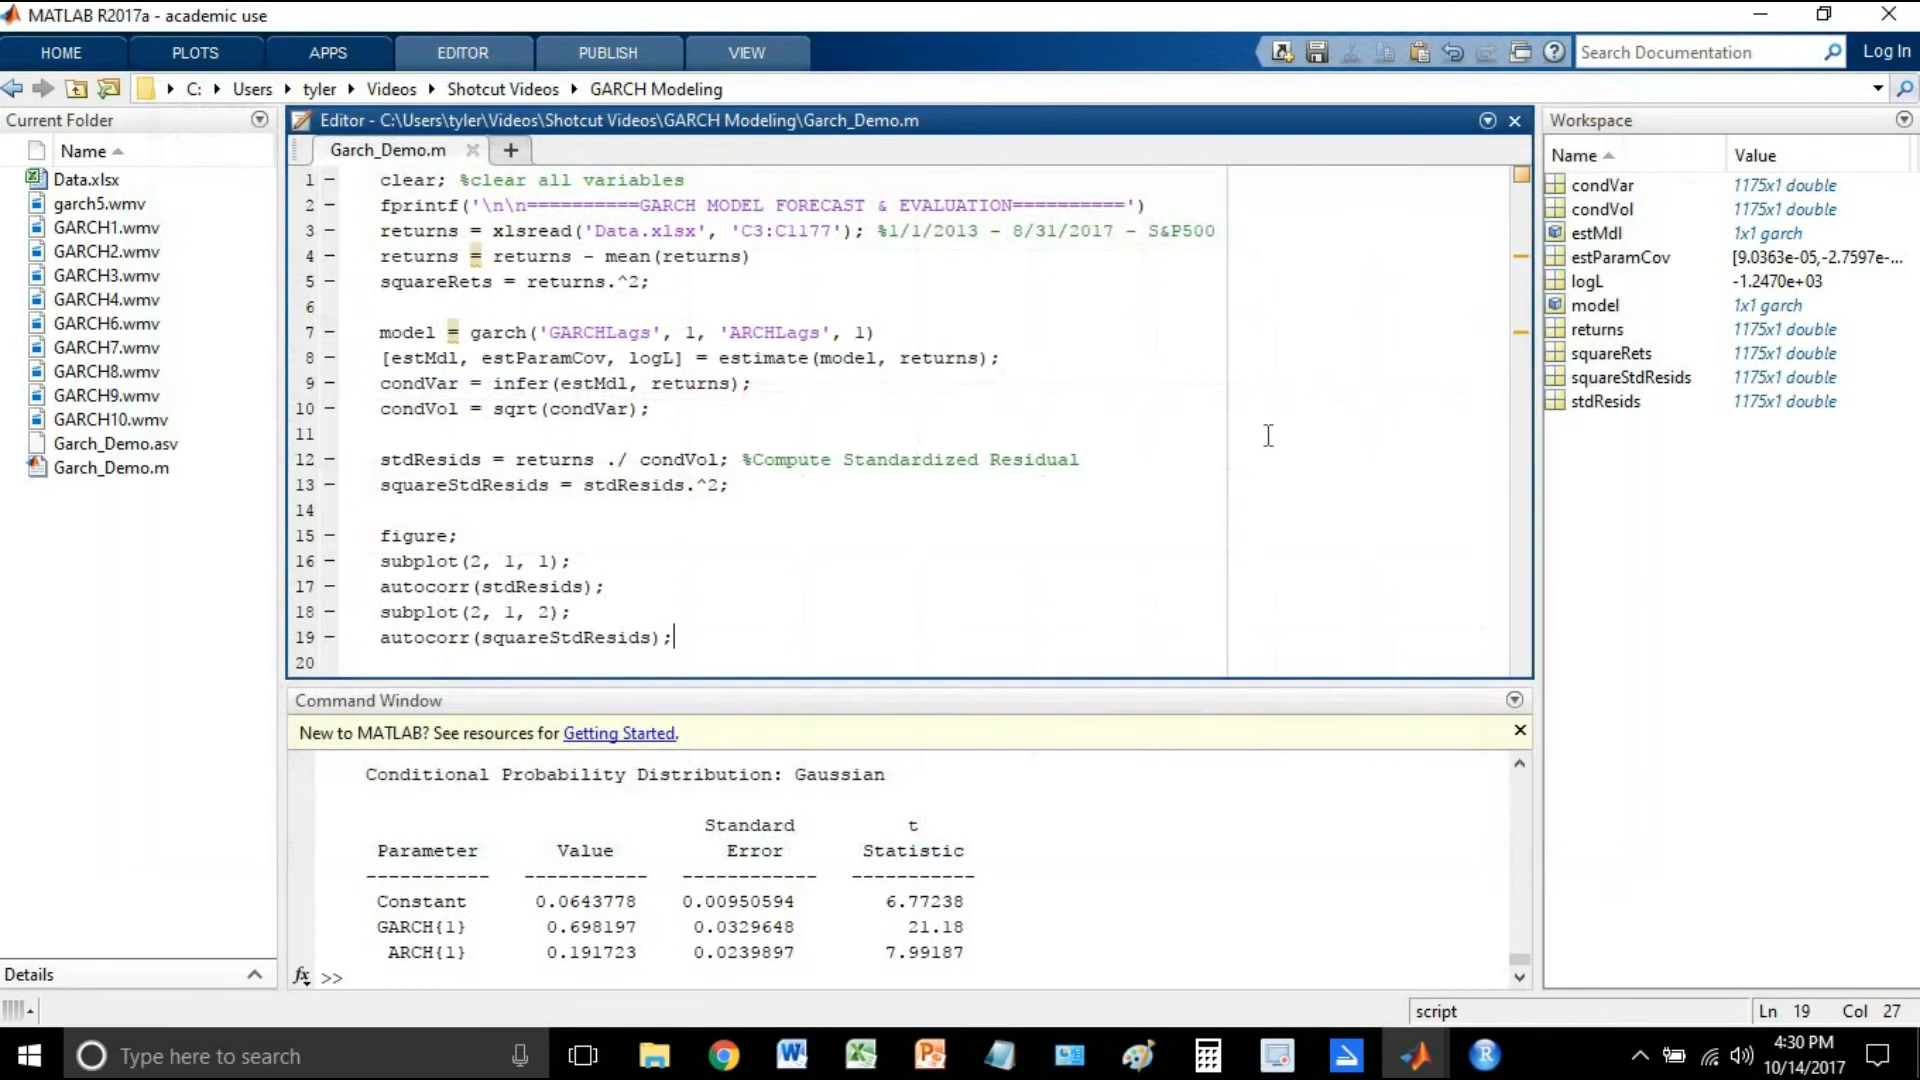 MATLAB R2017a - academic use
HOME PLOTS APPS EDITOR PUBLISH VIEW
Search Documentation
Log In
C: Users tyler Videos Shotcut Videos GARCH Modeling
Current Folder
Name
Data.xlsx
garch5.wmv
GARCH1.wmv
GARCH2.wmv
GARCH3.wmv
GARCH4.wmv
GARCH6.wmv
GARCH7.wmv
GARCH8.wmv
GARCH9.wmv
GARCH10.wmv
Garch_Demo.asv
Garch_Demo.m
Details
Editor - C:\Users\tyler\Videos\Shotcut Videos\GARCH Modeling\Garch_Demo.m
Garch_Demo.m
1 clear; %clear all variables
2 fprintf('\n\n==========GARCH MODEL FORECAST & EVALUATION==========')
3 returns = xlsread('Data.xlsx', 'C3:C1177'); %1/1/2013 - 8/31/2017 - S&P500
4 returns = returns - mean(returns)
5 squareRets = returns.^2;
6
7 model = garch('GARCHLags', 1, 'ARCHLags', 1)
8 [estMdl, estParamCov, logL] = estimate(model, returns);
9 condVar = infer(estMdl, returns);
10 condVol = sqrt(condVar);
11
12 stdResids = returns ./ condVol; %Compute Standardized Residual
13 squareStdResids = stdResids.^2;
14
15 figure;
16 subplot(2, 1, 1);
17 autocorr(stdResids);
18 subplot(2, 1, 2);
19 autocorr(squareStdResids);
20
Command Window
New to MATLAB? See resources for Getting Started.
Conditional Probability Distribution: Gaussian
Standard t
Parameter Value Error Statistic
----------- ----------- ------------ -----------
Constant 0.0643778 0.00950594 6.77238
GARCH{1} 0.698197 0.0329648 21.18
ARCH{1} 0.191723 0.0239897 7.99187
fx >>
Workspace
Name Value
condVar 1175x1 double
condVol 1175x1 double
estMdl 1x1 garch
estParamCov [9.0363e-05,-2.7597e-...
logL -1.2470e+03
model 1x1 garch
returns 1175x1 double
squareRets 1175x1 double
squareStdResids 1175x1 double
stdResids 1175x1 double
script Ln 19 Col 27
Type here to search
4:30 PM
10/14/2017